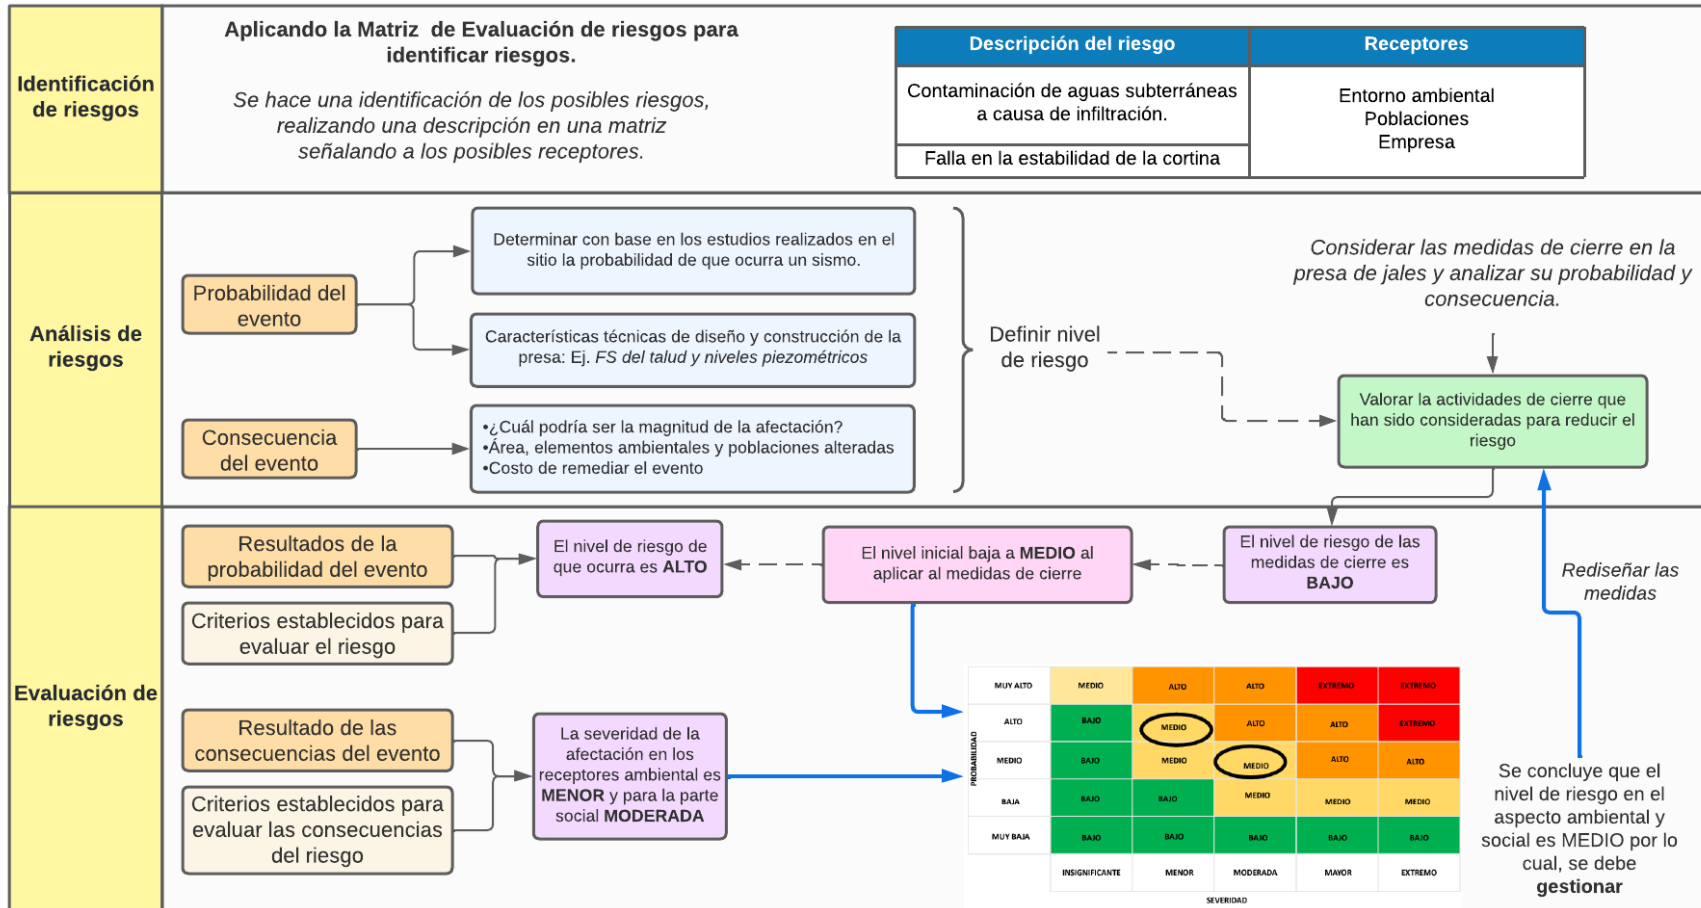 Identificación
de riesgos
Aplicando la Matriz de Evaluación de riesgos para
identificar riesgos.
Se hace una identificación de los posibles riesgos,
realizando una descripción en una matriz
señalando a los posibles receptores.
Descripción del riesgo
Receptores
Contaminación de aguas subterráneas
a causa de infiltración.
Falla en la estabilidad de la cortina
Entorno ambiental
Poblaciones
Empresa
Análisis de
riesgos
Probabilidad del
evento
Determinar con base en los estudios realizados en el
sitio la probabilidad de que ocurra un sismo.
Características técnicas de diseño y construcción de la
presa: Ej. FS del talud y niveles piezométricos
Consecuencia
del evento
•¿Cuál podría ser la magnitud de la afectación?
•Área, elementos ambientales y poblaciones alteradas
•Costo de remediar el evento
Definir nivel
de riesgo
Considerar las medidas de cierre en la
presa de jales y analizar su probabilidad y
consecuencia.
Valorar la actividades de cierre que
han sido consideradas para reducir el
riesgo
Evaluación de
riesgos
Resultados de la
probabilidad del evento
Criterios establecidos para
evaluar el riesgo
El nivel de riesgo de
que ocurra es ALTO
El nivel inicial baja a MEDIO al
aplicar al medidas de cierre
El nivel de riesgo de las
medidas de cierre es
BAJO
Rediseñar las
medidas
Resultado de las
consecuencias del evento
Criterios establecidos para
evaluar las consecuencias
del riesgo
La severidad de la
afectación en los
receptores ambiental es
MENOR y para la parte
social MODERADA
PROBABILIDAD
MUY ALTO MEDIO ALTO ALTO EXTREMO EXTREMO
ALTO BAJO MEDIO ALTO ALTO EXTREMO
MEDIO BAJO MEDIO MEDIO ALTO ALTO
BAJA BAJO BAJO MEDIO MEDIO MEDIO
MUY BAJA BAJO BAJO BAJO BAJO BAJO
INSIGNIFICANTE MENOR MODERADA MAYOR EXTREMO
SEVERIDAD
Se concluye que el
nivel de riesgo en el
aspecto ambiental y
social es MEDIO por lo
cual, se debe
gestionar